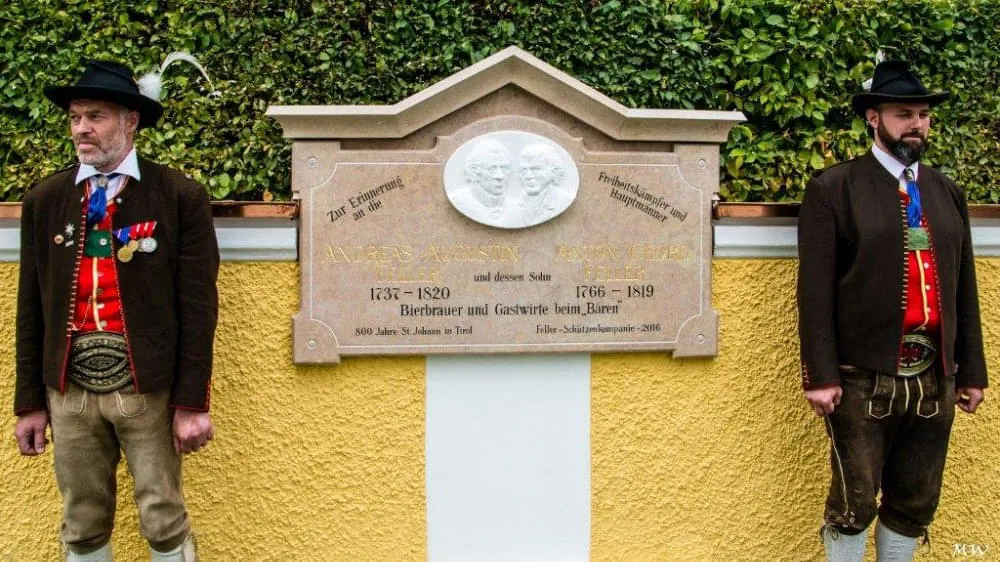 Zur Erinnerung
an die
Freiheitskämpfer und
Hauptmänner
ANDREAS AUGUSTIN
FELLER
und dessen Sohn
ANTON GEORG
FELLER
1737 – 1820
1766 – 1819
Bierbrauer und Gastwirte beim „Bären"
800 Jahre St. Johann in Tirol
Feller-Schützenkompanie - 2016
MW